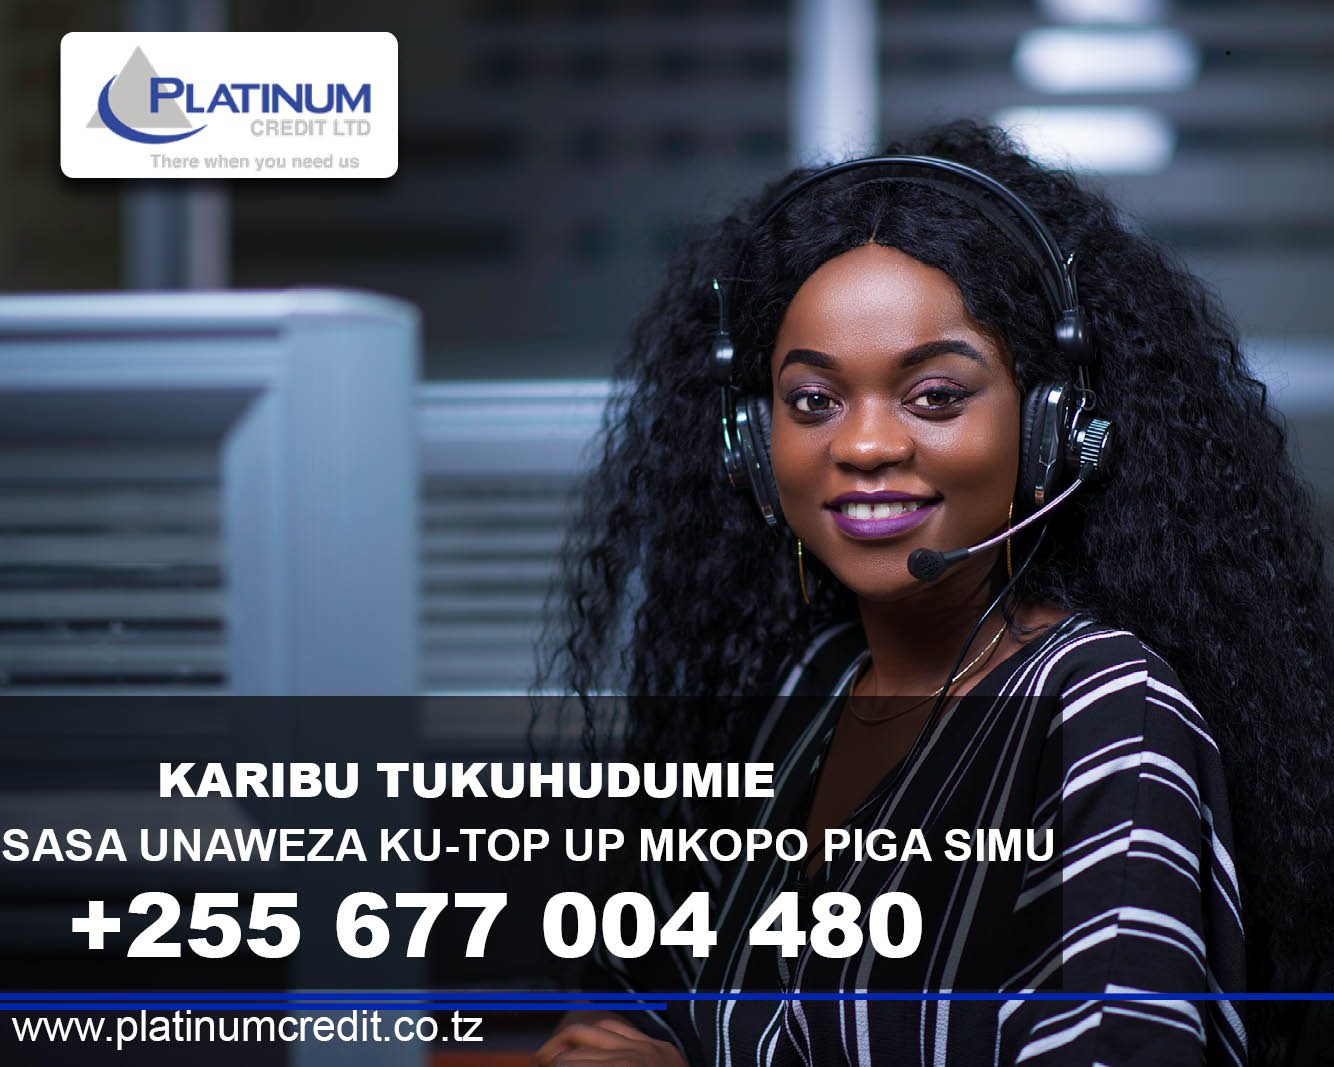 PLATINUM
CREDIT LTD
There when you need us
KARIBU TUKUHUDUMIE
SASA UNAWEZA KU-TOP UP MKOPO PIGA SIMU
+255 677 004 480
www.platinumcredit.co.tz